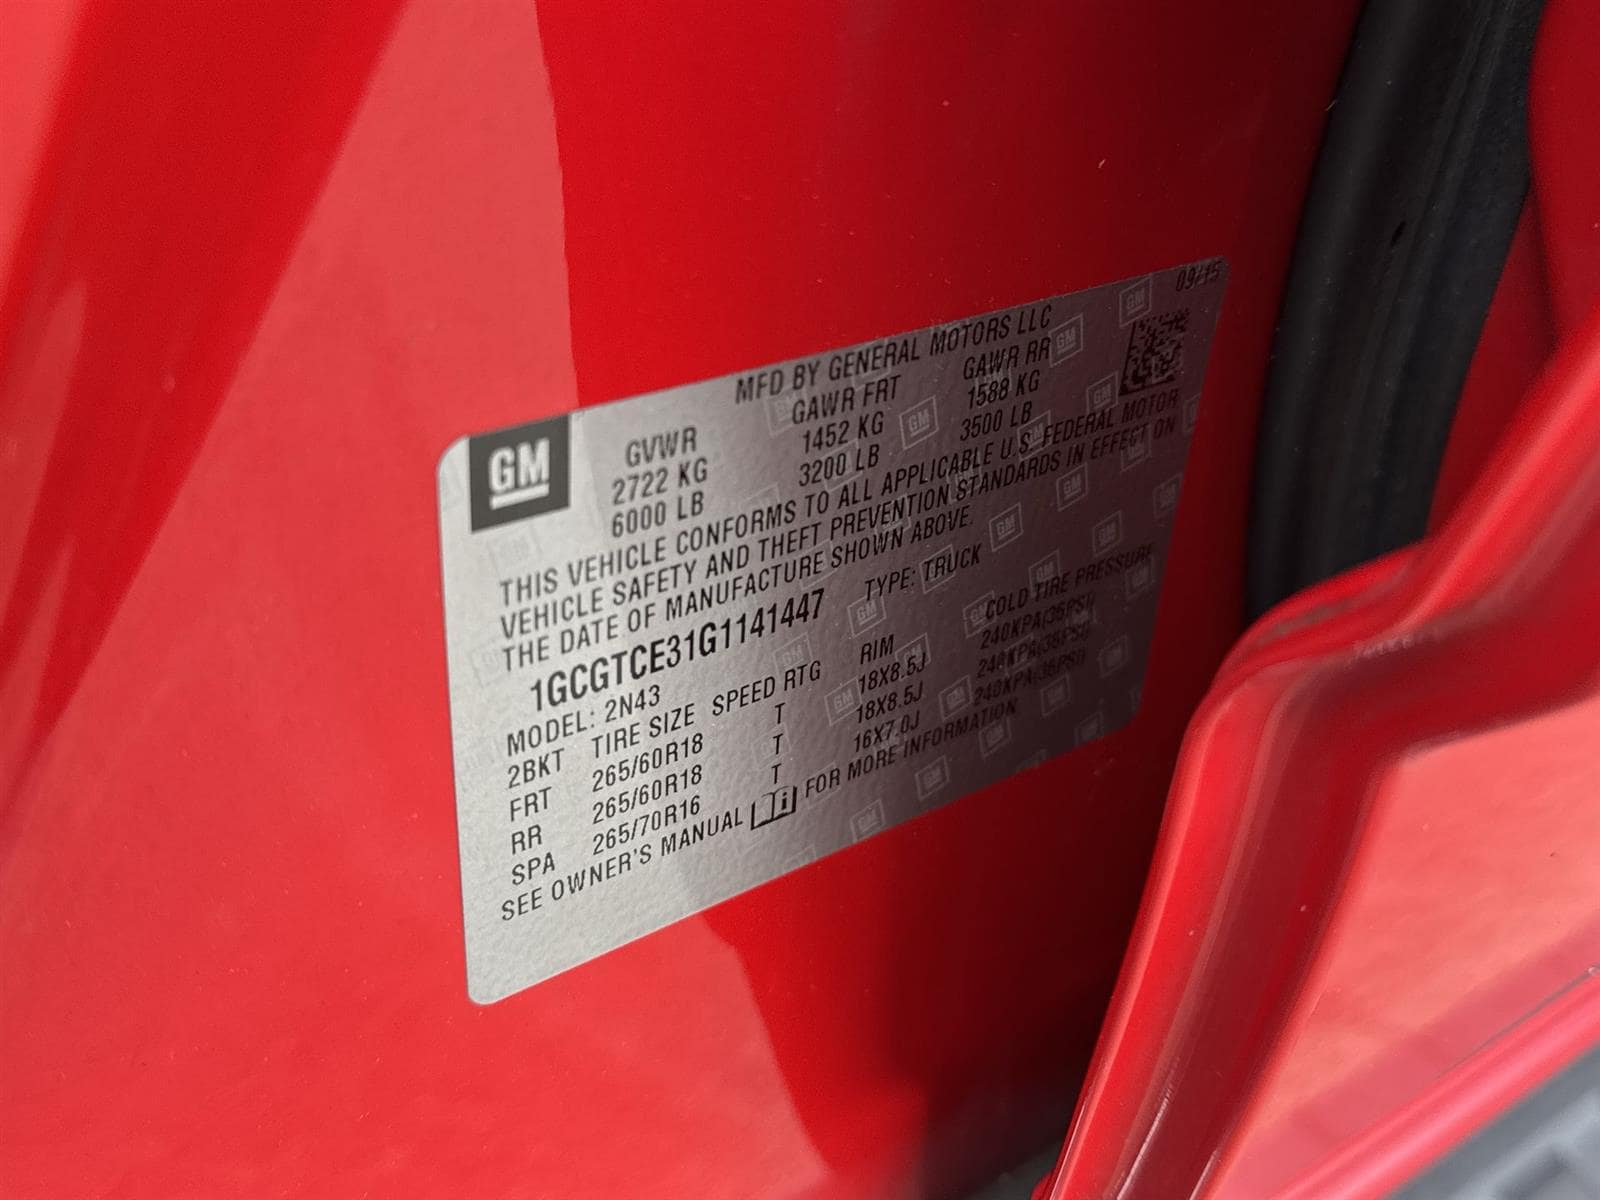 09/15
MFD BY GENERAL MOTORS LLC
GM
GVWR GAWR FRT GAWR RR
2722 KG 1452 KG 1588 KG
6000 LB 3200 LB 3500 LB
THIS VEHICLE CONFORMS TO ALL APPLICABLE U.S. FEDERAL MOTOR
VEHICLE SAFETY AND THEFT PREVENTION STANDARDS IN EFFECT ON
THE DATE OF MANUFACTURE SHOWN ABOVE.
1GCGTCE31G1141447 TYPE: TRUCK
MODEL: 2N43
2BKT TIRE SIZE SPEED RTG RIM COLD TIRE PRESSURE
FRT 265/60R18 T 18X8.5J 240KPA(35PSI)
RR 265/60R18 T 18X8.5J 240KPA(35PSI)
SPA 265/70R16 T 16X7.0J 240KPA(35PSI)
SEE OWNER'S MANUAL FOR MORE INFORMATION